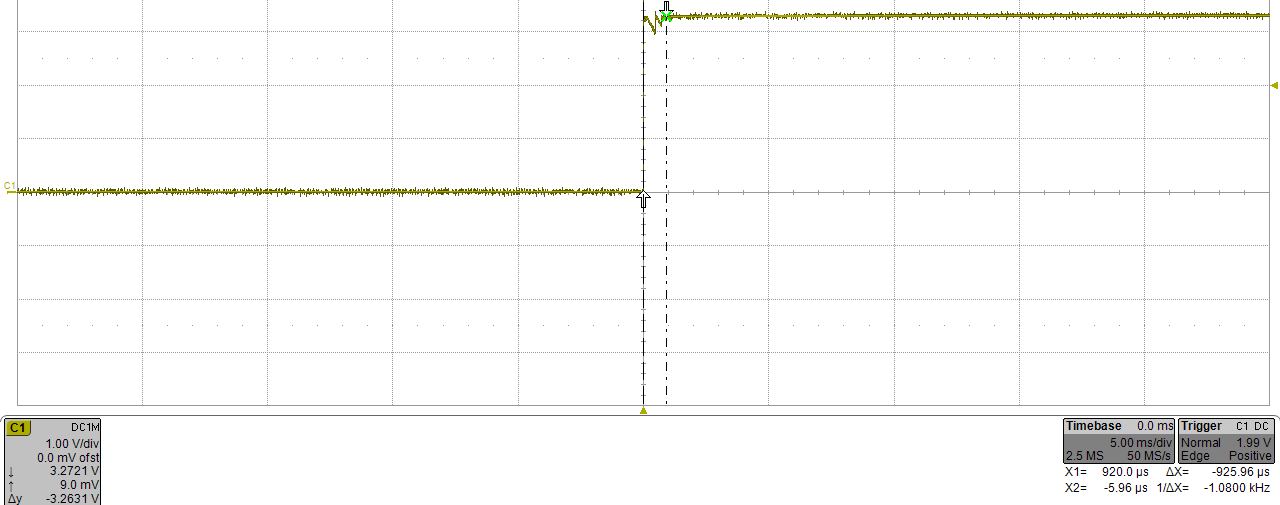 C1
C1 DC1M
1.00 V/div
0.0 mV ofst
↓ 3.2721 V
↑ 9.0 mV
Δy -3.2631 V
Timebase 0.0 ms
5.00 ms/div
2.5 MS 50 MS/s
Trigger C1 DC
Normal 1.99 V
Edge Positive
X1= 920.0 µs ΔX= -925.96 µs
X2= -5.96 µs 1/ΔX= -1.0800 kHz